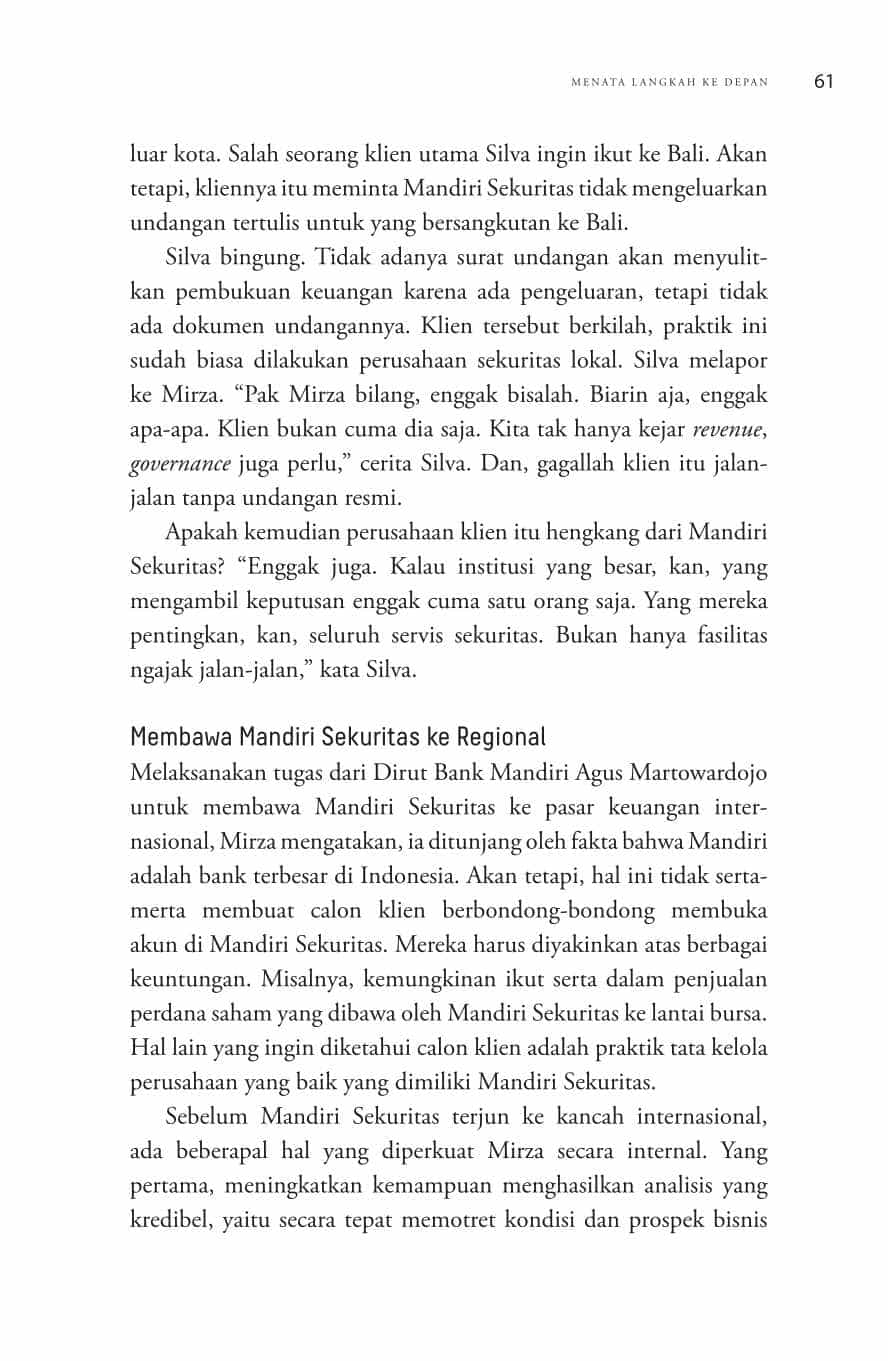 MENATA LANGKAH KE DEPAN 61
luar kota. Salah seorang klien utama Silva ingin ikut ke Bali. Akan
tetapi, kliennya itu meminta Mandiri Sekuritas tidak mengeluarkan
undangan tertulis untuk yang bersangkutan ke Bali.
Silva bingung. Tidak adanya surat undangan akan menyulit-
kan pembukuan keuangan karena ada pengeluaran, tetapi tidak
ada dokumen undangannya. Klien tersebut berkilah, praktik ini
sudah biasa dilakukan perusahaan sekuritas lokal. Silva melapor
ke Mirza. “Pak Mirza bilang, enggak bisalah. Biarin aja, enggak
apa-apa. Klien bukan cuma dia saja. Kita tak hanya kejar revenue,
governance juga perlu,” cerita Silva. Dan, gagallah klien itu jalan-
jalan tanpa undangan resmi.
Apakah kemudian perusahaan klien itu hengkang dari Mandiri
Sekuritas? “Enggak juga. Kalau institusi yang besar, kan, yang
mengambil keputusan enggak cuma satu orang saja. Yang mereka
pentingkan, kan, seluruh servis sekuritas. Bukan hanya fasilitas
ngajak jalan-jalan,” kata Silva.
Membawa Mandiri Sekuritas ke Regional
Melaksanakan tugas dari Dirut Bank Mandiri Agus Martowardojo
untuk membawa Mandiri Sekuritas ke pasar keuangan inter-
nasional, Mirza mengatakan, ia ditunjang oleh fakta bahwa Mandiri
adalah bank terbesar di Indonesia. Akan tetapi, hal ini tidak serta-
merta membuat calon klien berbondong-bondong membuka
akun di Mandiri Sekuritas. Mereka harus diyakinkan atas berbagai
keuntungan. Misalnya, kemungkinan ikut serta dalam penjualan
perdana saham yang dibawa oleh Mandiri Sekuritas ke lantai bursa.
Hal lain yang ingin diketahui calon klien adalah praktik tata kelola
perusahaan yang baik yang dimiliki Mandiri Sekuritas.
Sebelum Mandiri Sekuritas terjun ke kancah internasional,
ada beberapal hal yang diperkuat Mirza secara internal. Yang
pertama, meningkatkan kemampuan menghasilkan analisis yang
kredibel, yaitu secara tepat memotret kondisi dan prospek bisnis